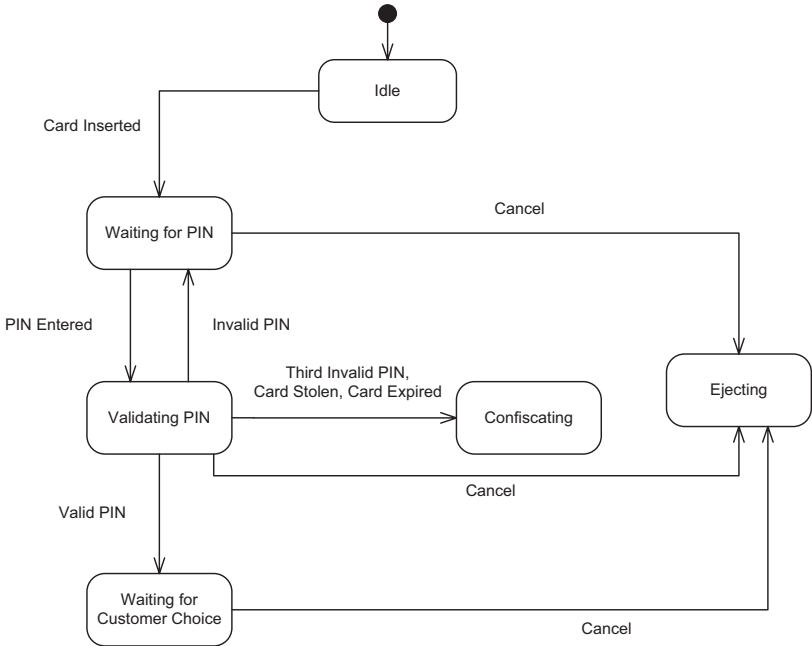 Idle
Card Inserted
Waiting for PIN
Cancel
PIN Entered
Invalid PIN
Third Invalid PIN,
Card Stolen, Card Expired
Ejecting
Validating PIN
Confiscating
Cancel
Valid PIN
Waiting for
Customer Choice
Cancel